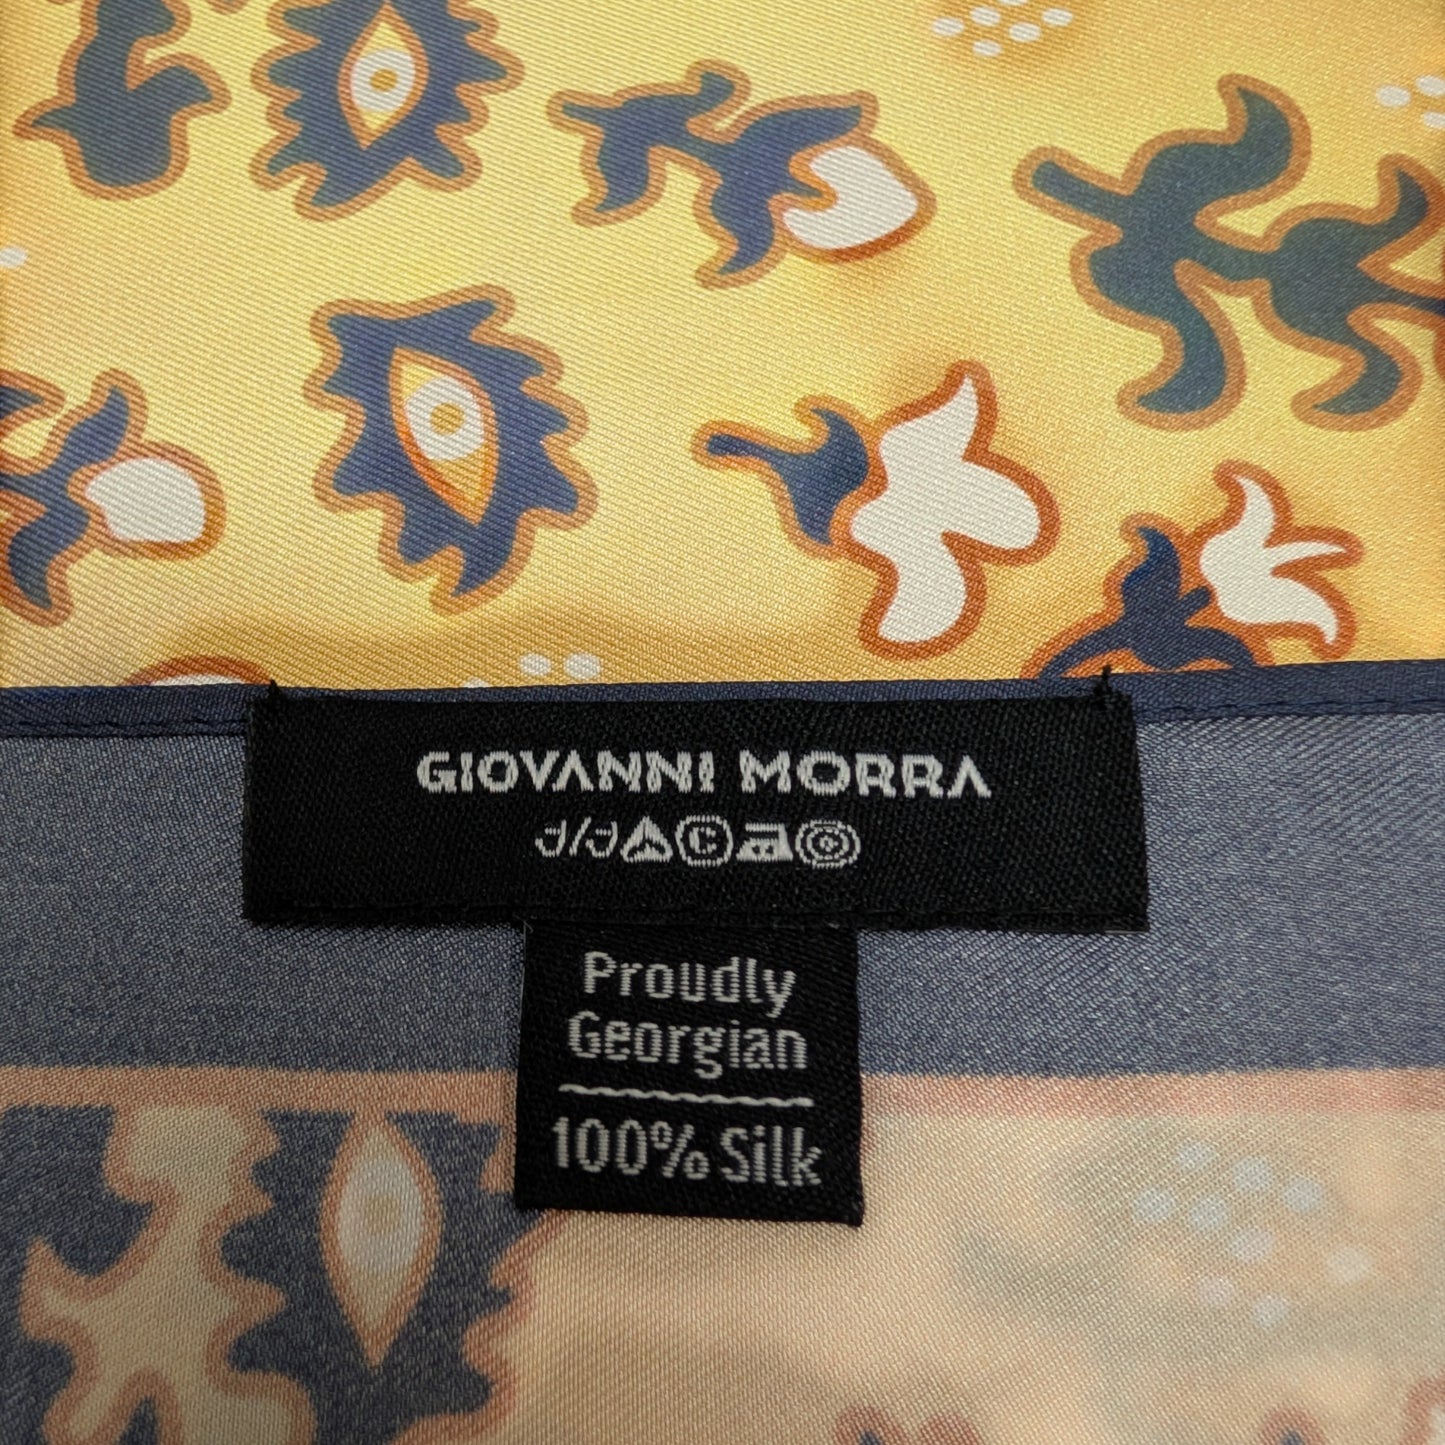 GIOVANNI MORRA
Proudly
Georgian
100% Silk